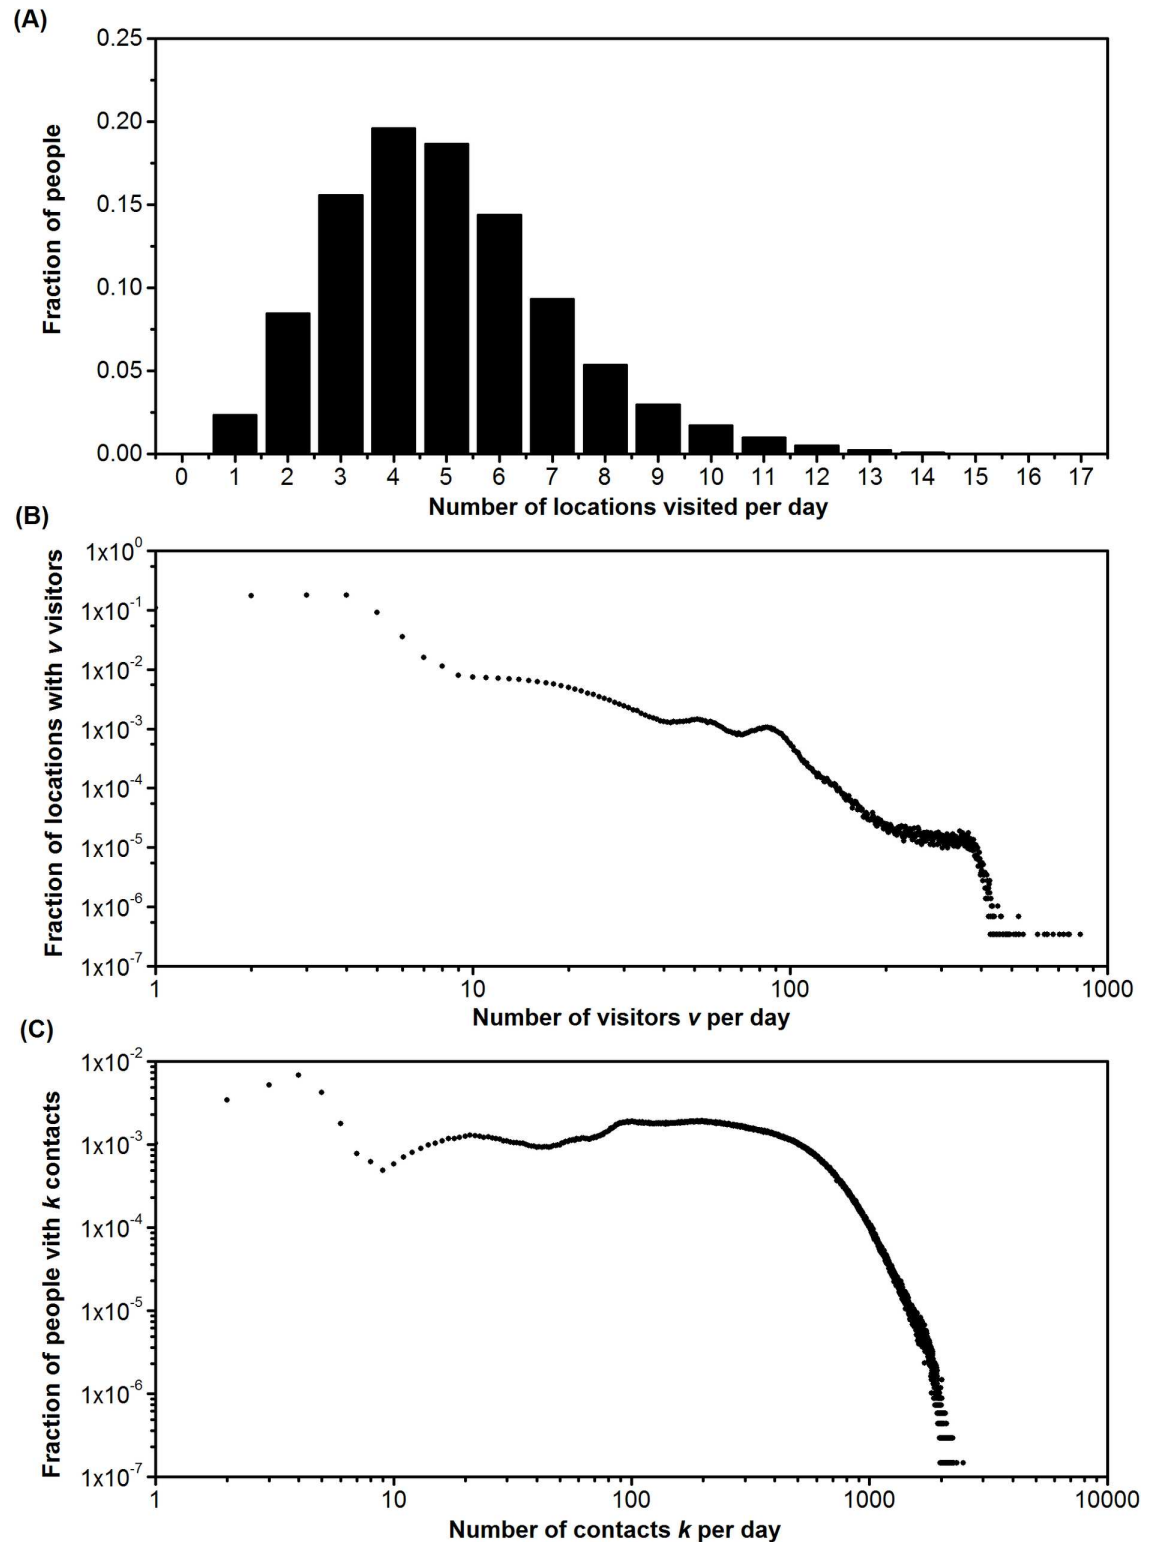 (A)
Fraction of people
0.25
0.20
0.15
0.10
0.05
0.00
0 1 2 3 4 5 6 7 8 9 10 11 12 13 14 15 16 17
Number of locations visited per day
(B)
Fraction of locations with v visitors
1x10^0
1x10^-1
1x10^-2
1x10^-3
1x10^-4
1x10^-5
1x10^-6
1x10^-7
1 10 100 1000
Number of visitors v per day
(C)
Fraction of people vith k contacts
1x10^-2
1x10^-3
1x10^-4
1x10^-5
1x10^-6
1x10^-7
1 10 100 1000 10000
Number of contacts k per day